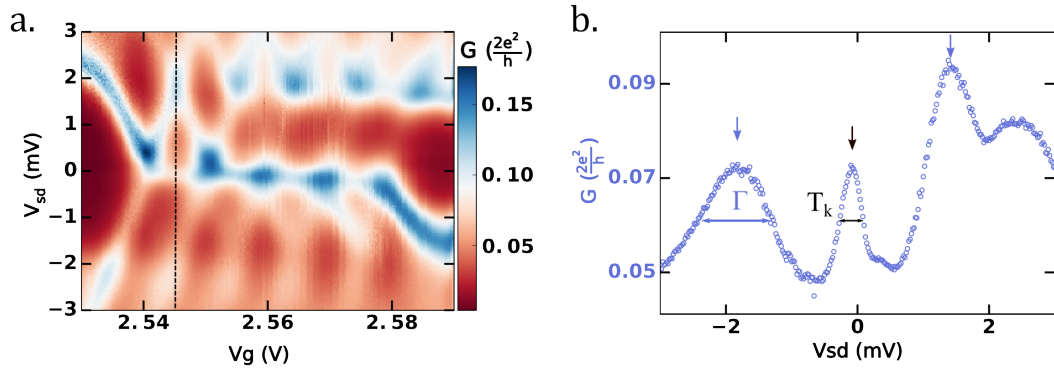 a.
3
2
1
0
-1
-2
-3
V_sd (mV)
2.54
2.56
2.58
Vg (V)
G (2e²/h)
0.15
0.10
0.05
b.
0.09
0.07
0.05
G (2e²/h)
Γ
T_k
−2
0
2
Vsd (mV)